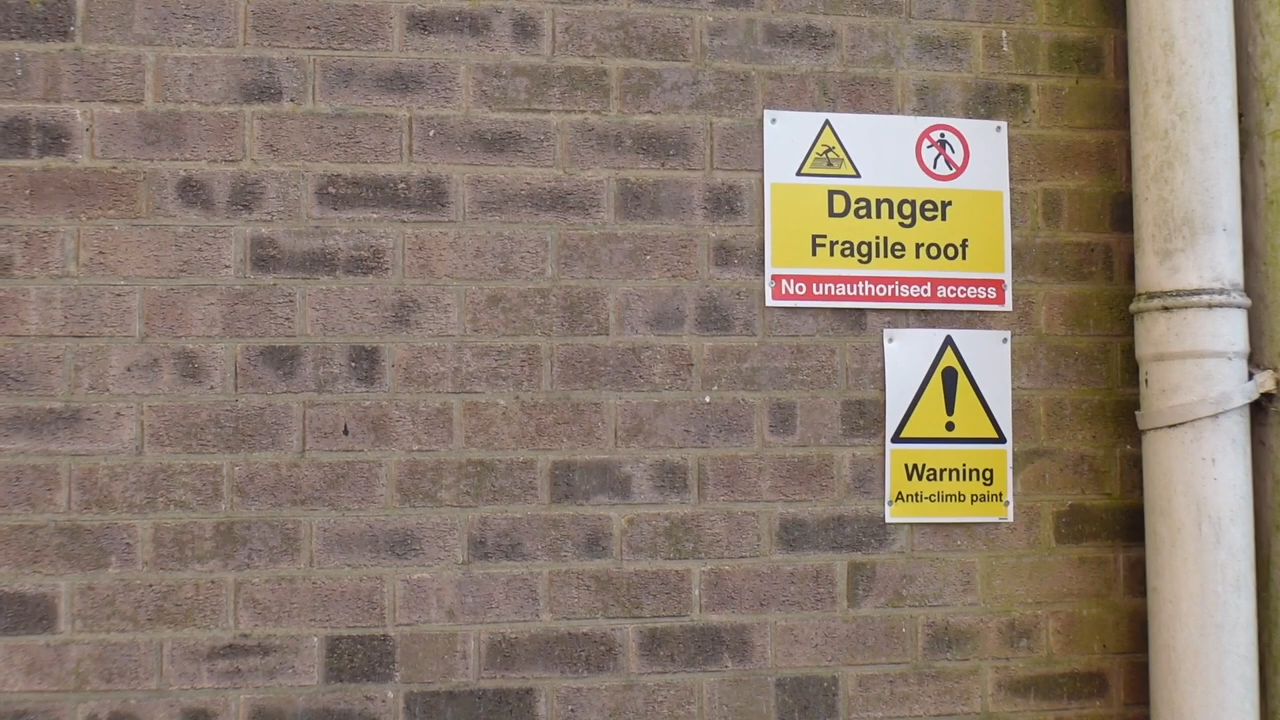 Danger
Fragile roof
No unauthorised access
Warning
Anti-climb paint